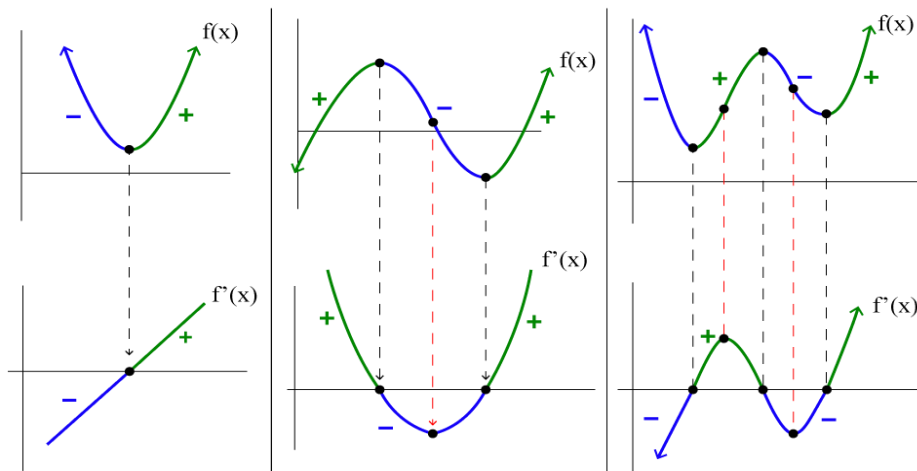 f(x)
− +
f'(x)
+
−
f(x)
+ − +
f'(x)
+ +
−
f(x)
− + − +
f'(x)
+
− −